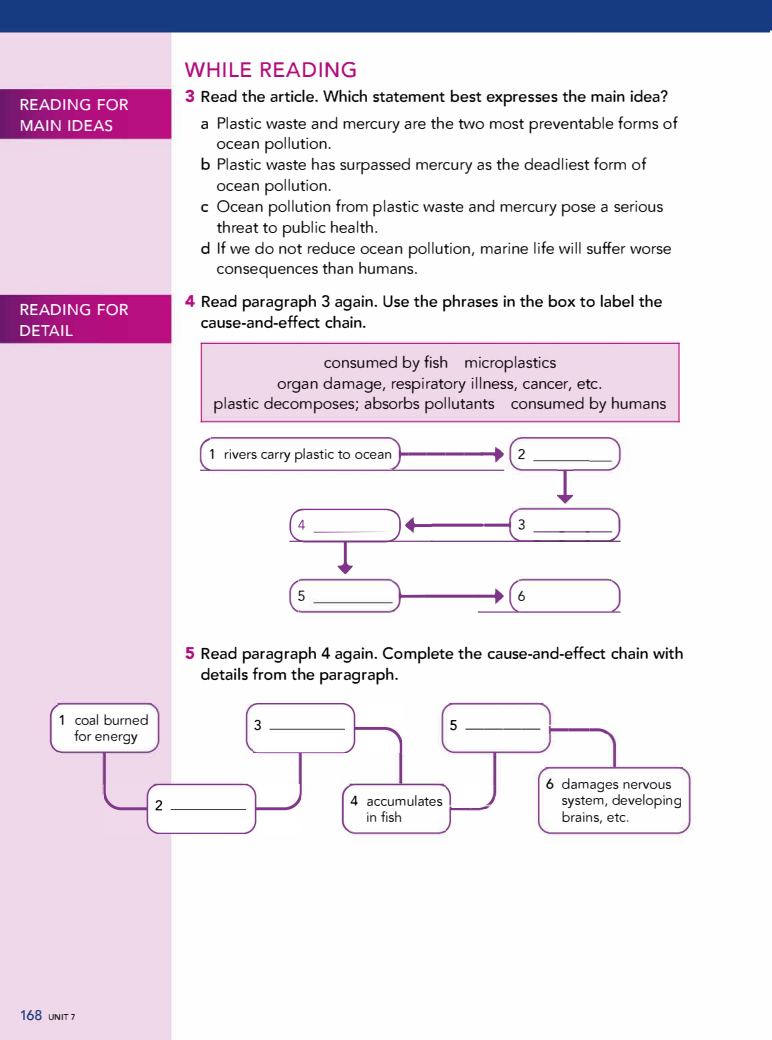 WHILE READING
READING FOR
MAIN IDEAS
3 Read the article. Which statement best expresses the main idea?
a Plastic waste and mercury are the two most preventable forms of
ocean pollution.
b Plastic waste has surpassed mercury as the deadliest form of
ocean pollution.
c Ocean pollution from plastic waste and mercury pose a serious
threat to public health.
d If we do not reduce ocean pollution, marine life will suffer worse
consequences than humans.
READING FOR
DETAIL
4 Read paragraph 3 again. Use the phrases in the box to label the
cause-and-effect chain.
consumed by fish microplastics
organ damage, respiratory illness, cancer, etc.
plastic decomposes; absorbs pollutants consumed by humans
1 rivers carry plastic to ocean
2
4
3
5
6
5 Read paragraph 4 again. Complete the cause-and-effect chain with
details from the paragraph.
1 coal burned
for energy
2
3
4 accumulates
in fish
5
6 damages nervous
system, developing
brains, etc.
168 UNIT 7